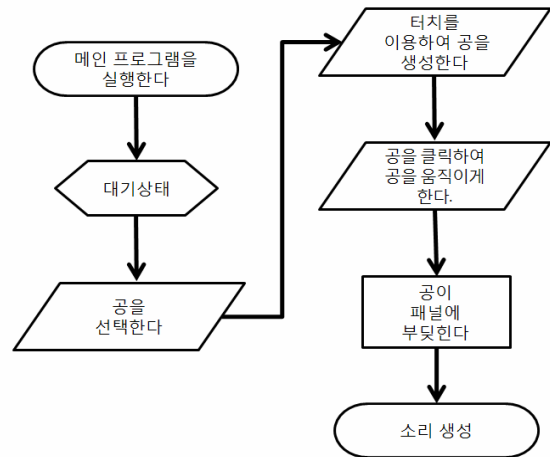 메인 프로그램을
실행한다
대기상태
공을
선택한다
터치를
이용하여 공을
생성한다
공을 클릭하여
공을 움직이게
한다.
공이
패널에
부딪힌다
소리 생성